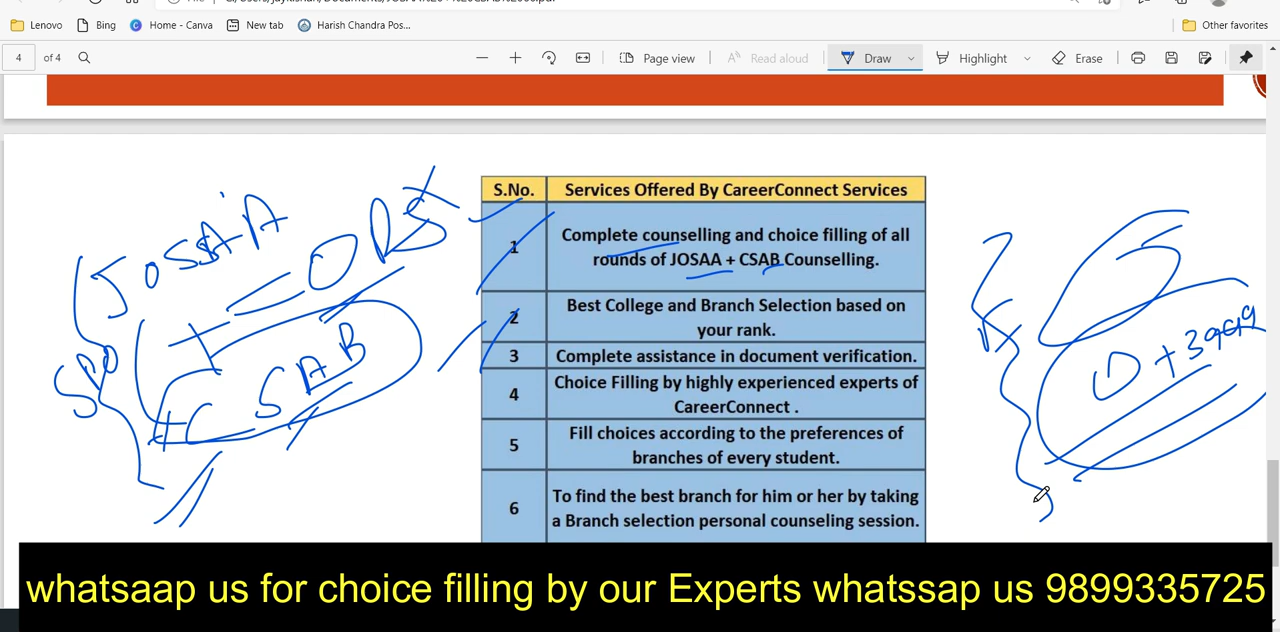 Lenovo Bing Home - Canva New tab Harish Chandra Pos... Other favorites
4 of 4 Page view Read aloud Draw Highlight Erase
S.No. Services Offered By CareerConnect Services
1 Complete counselling and choice filling of all
rounds of JOSAA + CSAB Counselling.
2 Best College and Branch Selection based on
your rank.
3 Complete assistance in document verification.
4 Choice Filling by highly experienced experts of
CareerConnect .
5 Fill choices according to the preferences of
branches of every student.
6 To find the best branch for him or her by taking
a Branch selection personal counseling session.
JOSAA
CSAB
whatsaap us for choice filling by our Experts whatssap us 9899335725